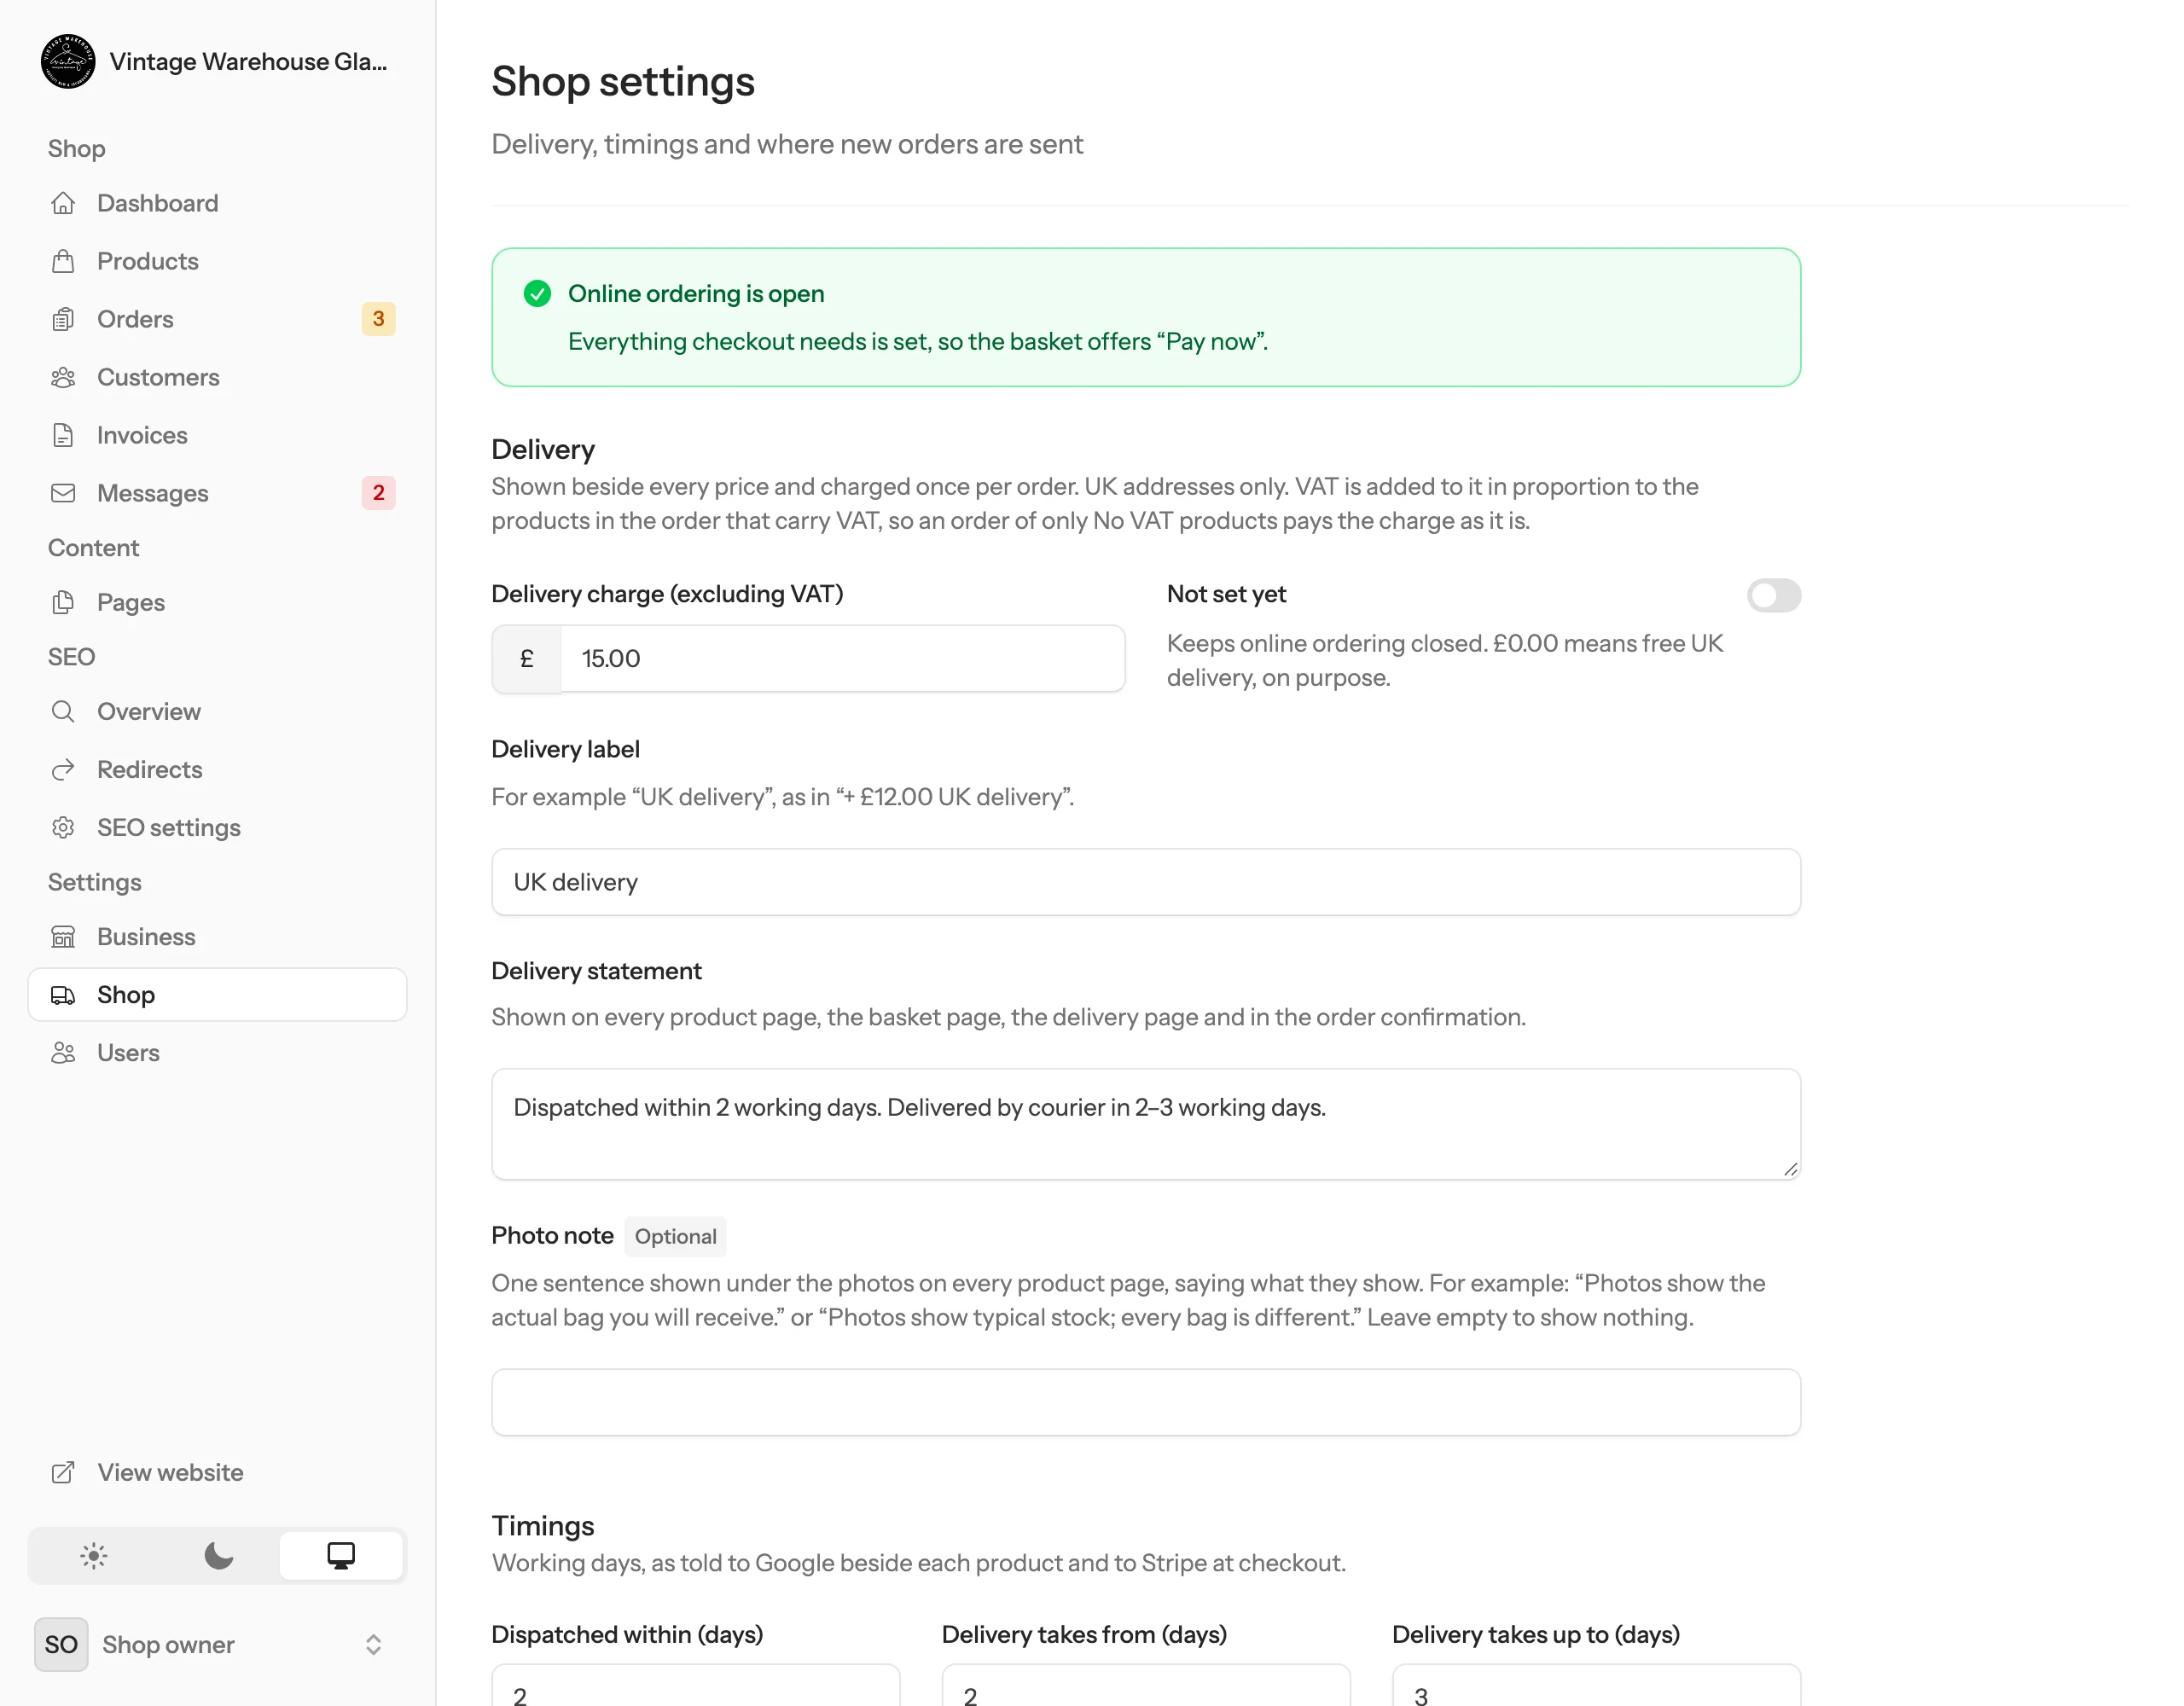 Vintage Warehouse Gla...
Shop
Dashboard
Products
Orders 3
Customers
Invoices
Messages 2
Content
Pages
SEO
Overview
Redirects
SEO settings
Settings
Business
Shop
Users
View website
SO Shop owner
Shop settings
Delivery, timings and where new orders are sent
Online ordering is open
Everything checkout needs is set, so the basket offers “Pay now”.
Delivery
Shown beside every price and charged once per order. UK addresses only. VAT is added to it in proportion to the
products in the order that carry VAT, so an order of only No VAT products pays the charge as it is.
Delivery charge (excluding VAT)
£ 15.00
Not set yet
Keeps online ordering closed. £0.00 means free UK
delivery, on purpose.
Delivery label
For example “UK delivery”, as in “+ £12.00 UK delivery”.
UK delivery
Delivery statement
Shown on every product page, the basket page, the delivery page and in the order confirmation.
Dispatched within 2 working days. Delivered by courier in 2–3 working days.
Photo note Optional
One sentence shown under the photos on every product page, saying what they show. For example: “Photos show the
actual bag you will receive.” or “Photos show typical stock; every bag is different.” Leave empty to show nothing.
Timings
Working days, as told to Google beside each product and to Stripe at checkout.
Dispatched within (days)
2
Delivery takes from (days)
2
Delivery takes up to (days)
3